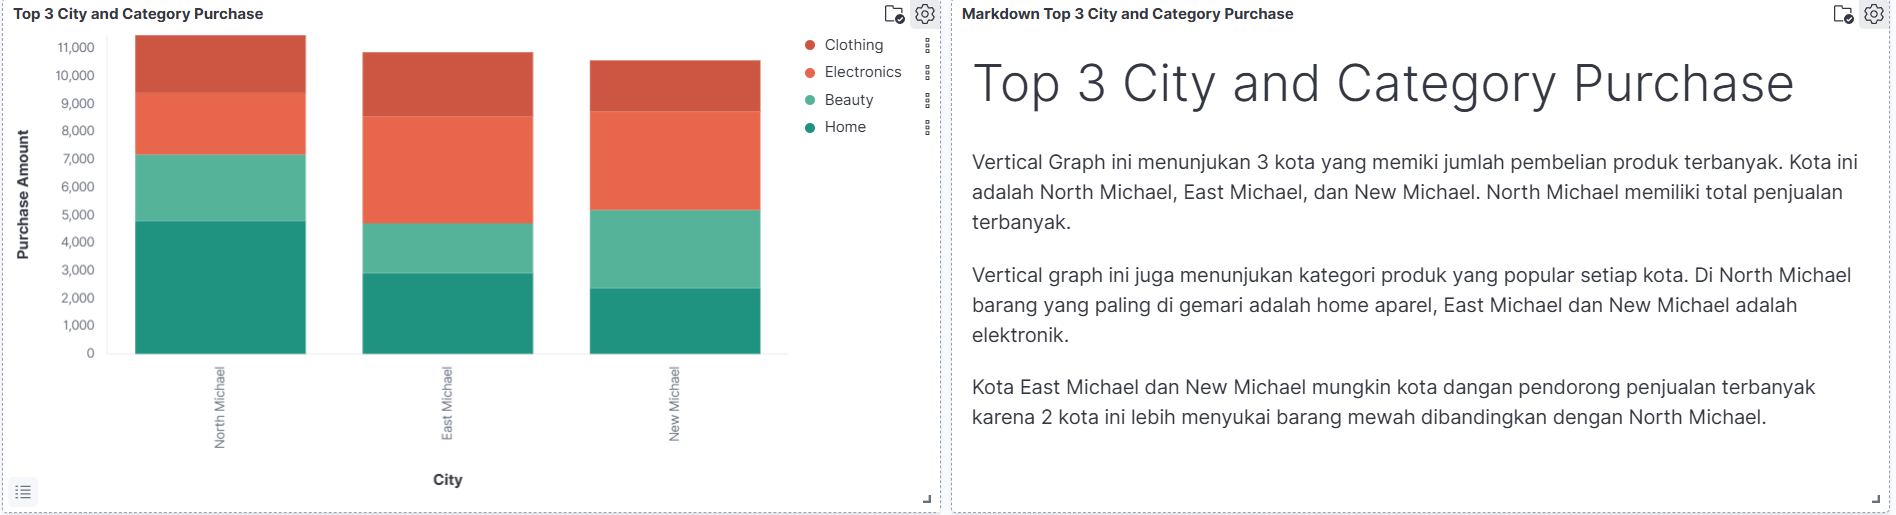 Top 3 City and Category Purchase
11,000
10,000
9,000
8,000
7,000
6,000
5,000
4,000
3,000
2,000
1,000
0
Purchase Amount
North Michael
East Michael
New Michael
City
Clothing
Electronics
Beauty
Home
Markdown Top 3 City and Category Purchase
Top 3 City and Category Purchase
Vertical Graph ini menunjukan 3 kota yang memiki jumlah pembelian produk terbanyak. Kota ini
adalah North Michael, East Michael, dan New Michael. North Michael memiliki total penjualan
terbanyak.
Vertical graph ini juga menunjukan kategori produk yang popular setiap kota. Di North Michael
barang yang paling di gemari adalah home aparel, East Michael dan New Michael adalah
elektronik.
Kota East Michael dan New Michael mungkin kota dangan pendorong penjualan terbanyak
karena 2 kota ini lebih menyukai barang mewah dibandingkan dengan North Michael.